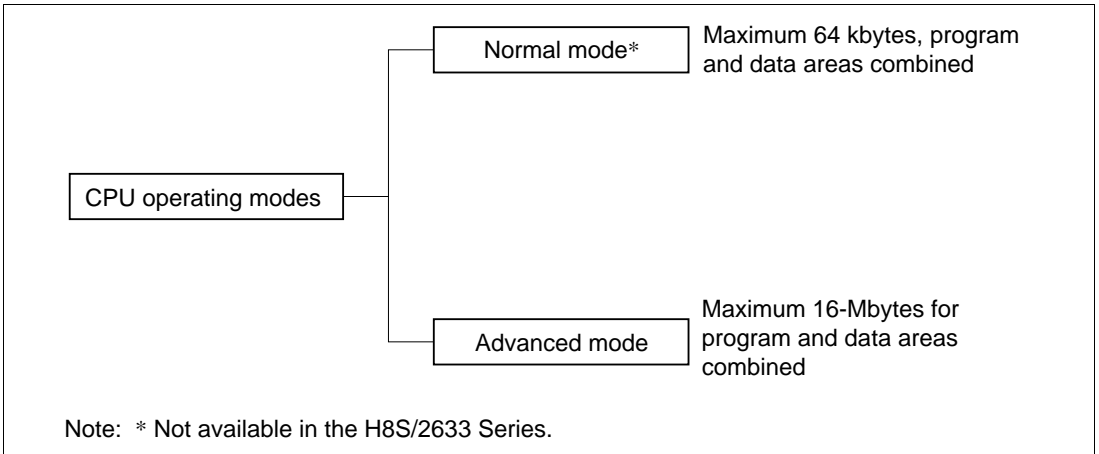 Normal mode*
Maximum 64 kbytes, program
and data areas combined
CPU operating modes
Advanced mode
Maximum 16-Mbytes for
program and data areas
combined
Note: * Not available in the H8S/2633 Series.